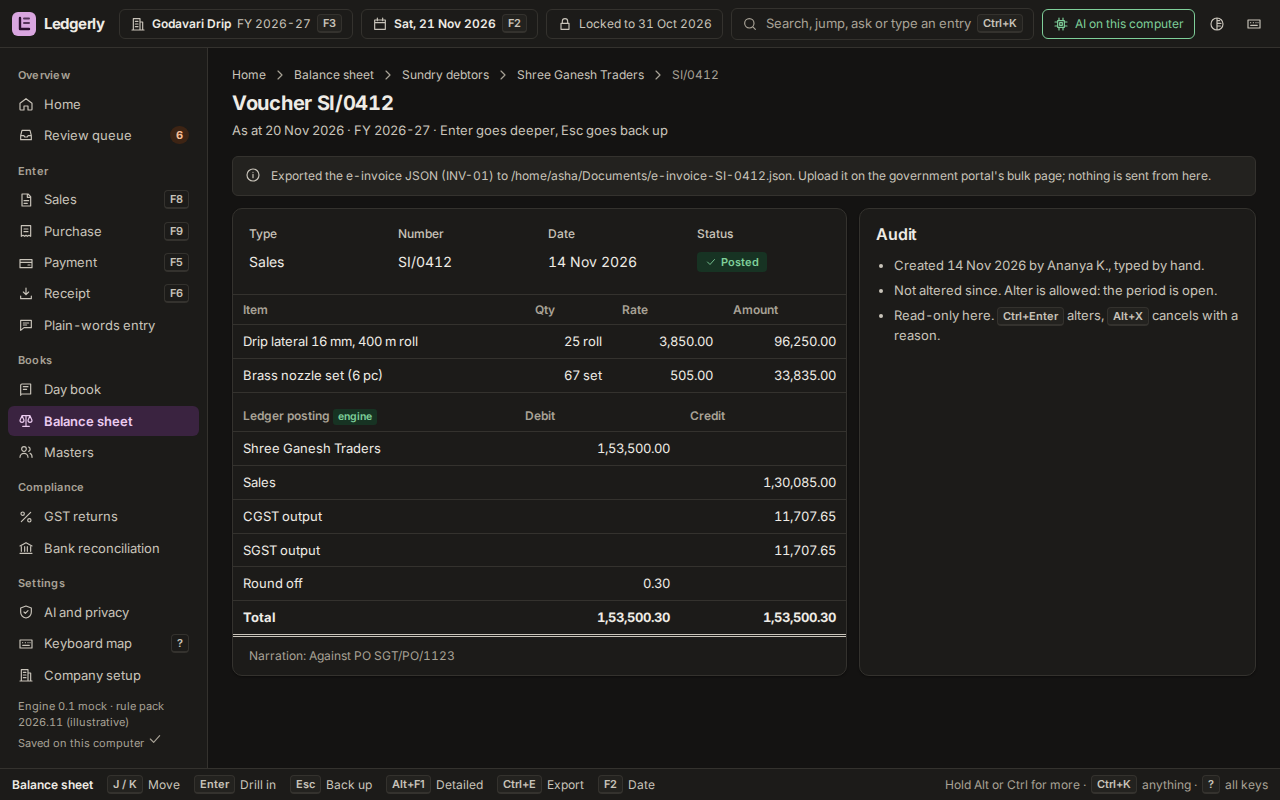 Ledgerly
Godavari Drip FY 2026-27 F3
Sat, 21 Nov 2026 F2
Locked to 31 Oct 2026
Search, jump, ask or type an entry Ctrl+K
AI on this computer
Overview
Home
Review queue 6
Enter
Sales F8
Purchase F9
Payment F5
Receipt F6
Plain-words entry
Books
Day book
Balance sheet
Masters
Compliance
GST returns
Bank reconciliation
Settings
AI and privacy
Keyboard map ?
Company setup
Engine 0.1 mock · rule pack
2026.11 (illustrative)
Saved on this computer
Home > Balance sheet > Sundry debtors > Shree Ganesh Traders > SI/0412
Voucher SI/0412
As at 20 Nov 2026 · FY 2026-27 · Enter goes deeper, Esc goes back up
Exported the e-invoice JSON (INV-01) to /home/asha/Documents/e-invoice-SI-0412.json. Upload it on the government portal's bulk page; nothing is sent from here.
Type Number Date Status
Sales SI/0412 14 Nov 2026 Posted
Item Qty Rate Amount
Drip lateral 16 mm, 400 m roll 25 roll 3,850.00 96,250.00
Brass nozzle set (6 pc) 67 set 505.00 33,835.00
Ledger posting engine Debit Credit
Shree Ganesh Traders 1,53,500.00
Sales 1,30,085.00
CGST output 11,707.65
SGST output 11,707.65
Round off 0.30
Total 1,53,500.30 1,53,500.30
Narration: Against PO SGT/PO/1123
Audit
• Created 14 Nov 2026 by Ananya K., typed by hand.
• Not altered since. Alter is allowed: the period is open.
• Read-only here. Ctrl+Enter alters, Alt+X cancels with a
reason.
Balance sheet J / K Move Enter Drill in Esc Back up Alt+F1 Detailed Ctrl+E Export F2 Date
Hold Alt or Ctrl for more · Ctrl+K anything · ? all keys